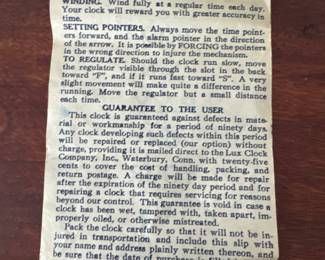 WINDING. Wind fully at a regular time each day.
Your clock will reward you with greater accuracy in
time.
SETTING POINTERS. Always move the time point-
ers forward, and the alarm pointer in the direction
of the arrow. It is possible by FORCING the pointers
in the wrong direction to injure the mechanism.
TO REGULATE. Should the clock run slow, move
the regulator visible through the slot in the back
toward "F", and if it runs faster toward "S". A very
slight movement will make quite a difference in the
running. Move the regulator but a small distance
each time.
GUARANTEE TO THE USER
This clock is guaranteed against defects in mate-
rial or workmanship for a period of ninety days.
Any clock developing such defects within this period
will be repaired or replaced (our option) without
charge, providing it is mailed direct to the Lux Clock
Company, Inc., Waterbury, Conn. with twenty-five
cents to cover the cost of handling, packing, and
return postage. A charge will be made for repair
after the expiration of the ninety day period and for
repairing a clock that requires servicing for reasons
beyond our control. This guarantee is void in case a
clock has been, wet, tampered with, taken apart, im-
properly oiled, or otherwise mistreated.
Pack the clock carefully so that it will not be in-
jured in transportation and include this slip with
your name and address plainly written thereon, and
be sure that the date of purchase is